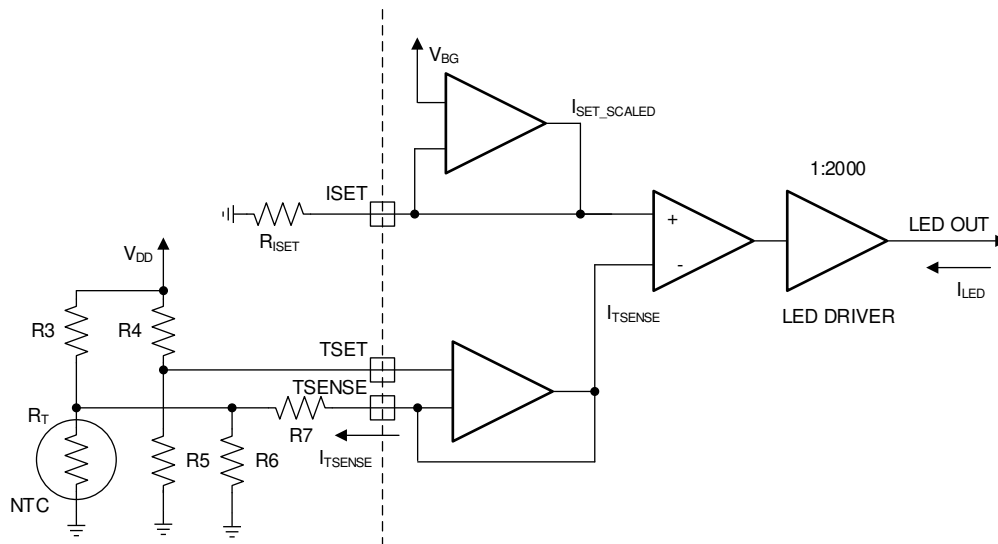 VBG
ISET_SCALED
1:2000
ISET
+
RISET
LED OUT
VDD
-
ILED
ITSENSE
LED DRIVER
R3
R4
TSET
TSENSE
RT
R7
ITSENSE
R5
R6
NTC